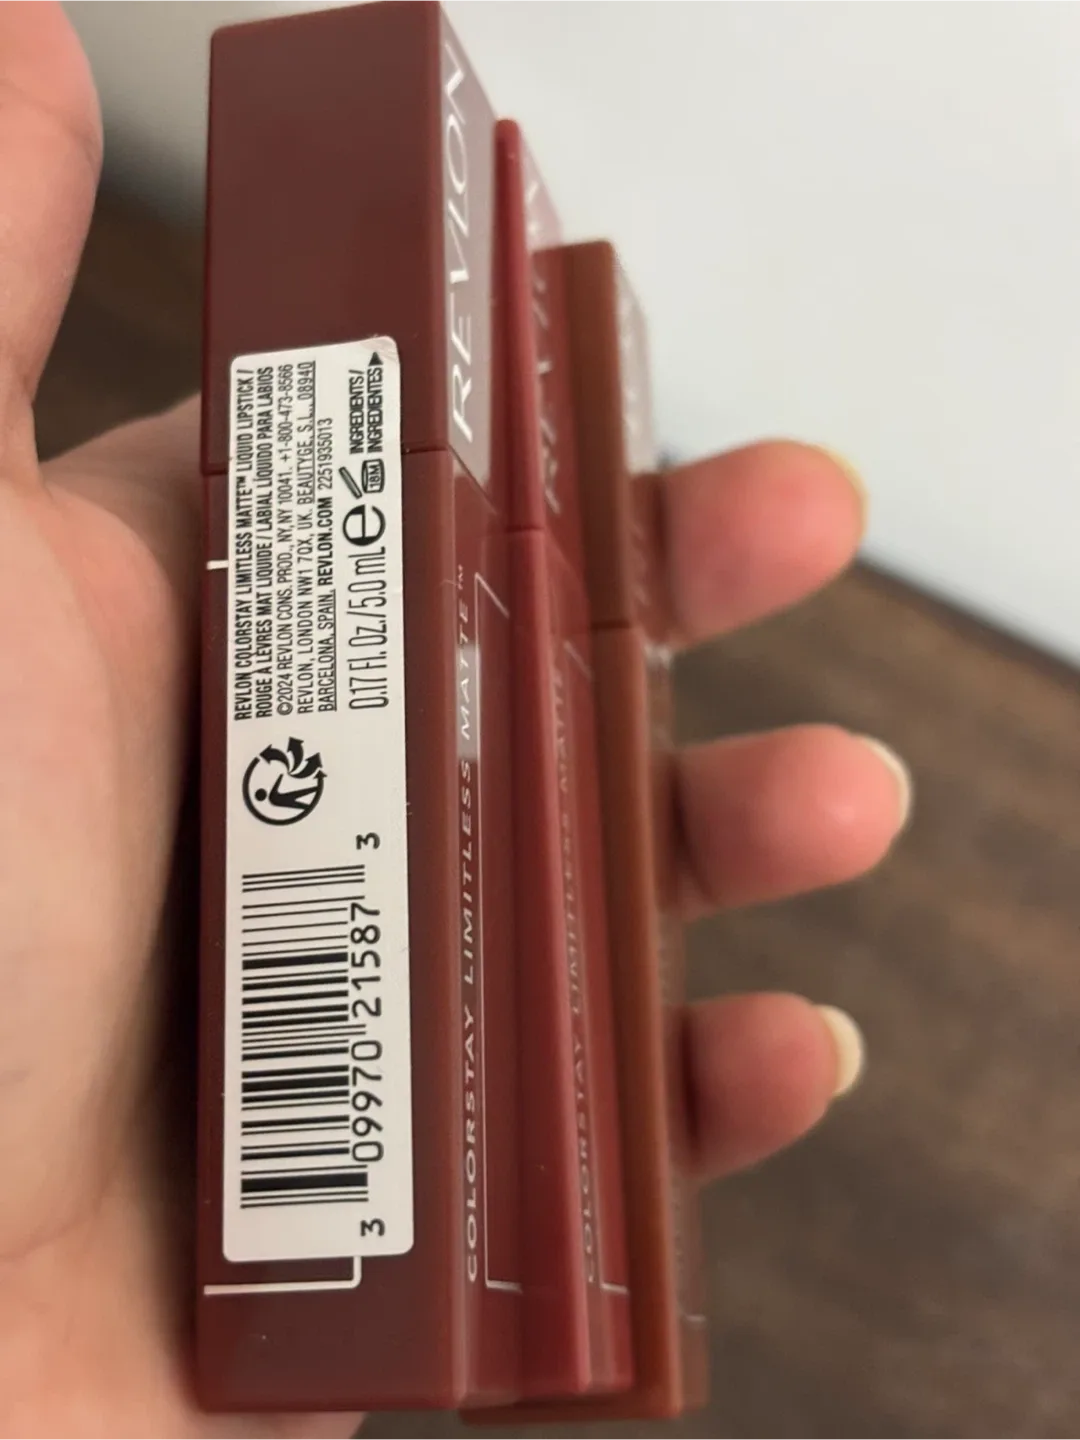 REVLON
REVLON COLORSTAY LIMITLESS MATTE™ LIQUID LIPSTICK /
ROUGE À LÈVRES MAT LIQUIDE / LABIAL LÍQUIDO PARA LABIOS
©2024 REVLON CONS. PROD., NY, NY 10041. +1-800-473-8566
REVLON, LONDON NW1 7QX, UK. BEAUTYGE, S.L., 08940
BARCELONA, SPAIN. REVLON.COM 2251935013
0.17 Fl. Oz./5.0 mL e 18M
INGREDIENTS/
INGREDIENTES▶
3 09970 21587 3
COLORSTAY LIMITLESS MATTE™
COLORSTAY LIMITLESS MATTE